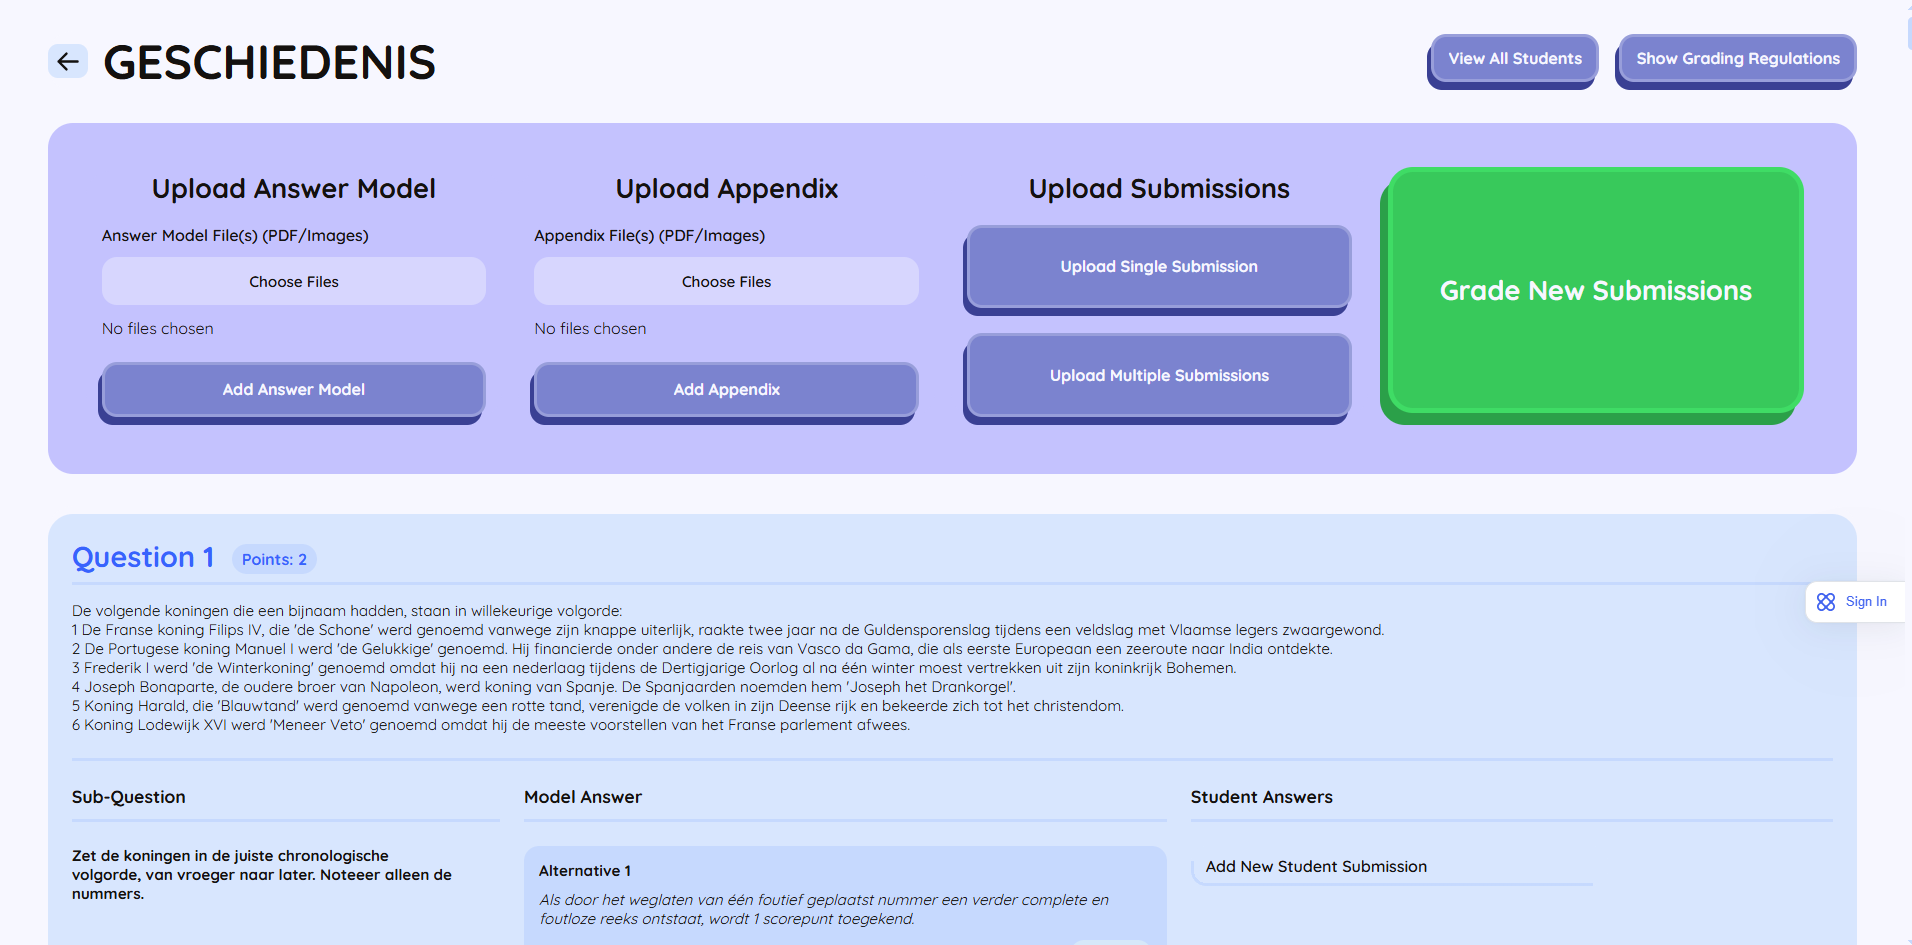 GESCHIEDENIS
View All Students
Show Grading Regulations
Upload Answer Model
Answer Model File(s) (PDF/Images)
Choose Files
No files chosen
Add Answer Model
Upload Appendix
Appendix File(s) (PDF/Images)
Choose Files
No files chosen
Add Appendix
Upload Submissions
Upload Single Submission
Upload Multiple Submissions
Grade New Submissions
Question 1
Points: 2
De volgende koningen die een bijnaam hadden, staan in willekeurige volgorde:
1 De Franse koning Filips IV, die 'de Schone' werd genoemd vanwege zijn knappe uiterlijk, raakte twee jaar na de Guldensporenslag tijdens een veldslag met Vlaamse legers zwaargewond.
2 De Portugese koning Manuel I werd 'de Gelukkige' genoemd. Hij financierde onder andere de reis van Vasco da Gama, die als eerste Europeaan een zeeroute naar India ontdekte.
3 Frederik I werd 'de Winterkoning' genoemd omdat hij na een nederlaag tijdens de Dertigjarige Oorlog al na één winter moest vertrekken uit zijn koninkrijk Bohemen.
4 Joseph Bonaparte, de oudere broer van Napoleon, werd koning van Spanje. De Spanjaarden noemden hem 'Joseph het Drankorgel'.
5 Koning Harald, die 'Blauwtand' werd genoemd vanwege een rotte tand, verenigde de volken in zijn Deense rijk en bekeerde zich tot het christendom.
6 Koning Lodewijk XVI werd 'Meneer Veto' genoemd omdat hij de meeste voorstellen van het Franse parlement afwees.
Sign In
Sub-Question
Zet de koningen in de juiste chronologische
volgorde, van vroeger naar later. Noteeer alleen de
nummers.
Model Answer
Alternative 1
Als door het weglaten van één foutief geplaatst nummer een verder complete en
foutloze reeks ontstaat, wordt 1 scorepunt toegekend.
Student Answers
Add New Student Submission